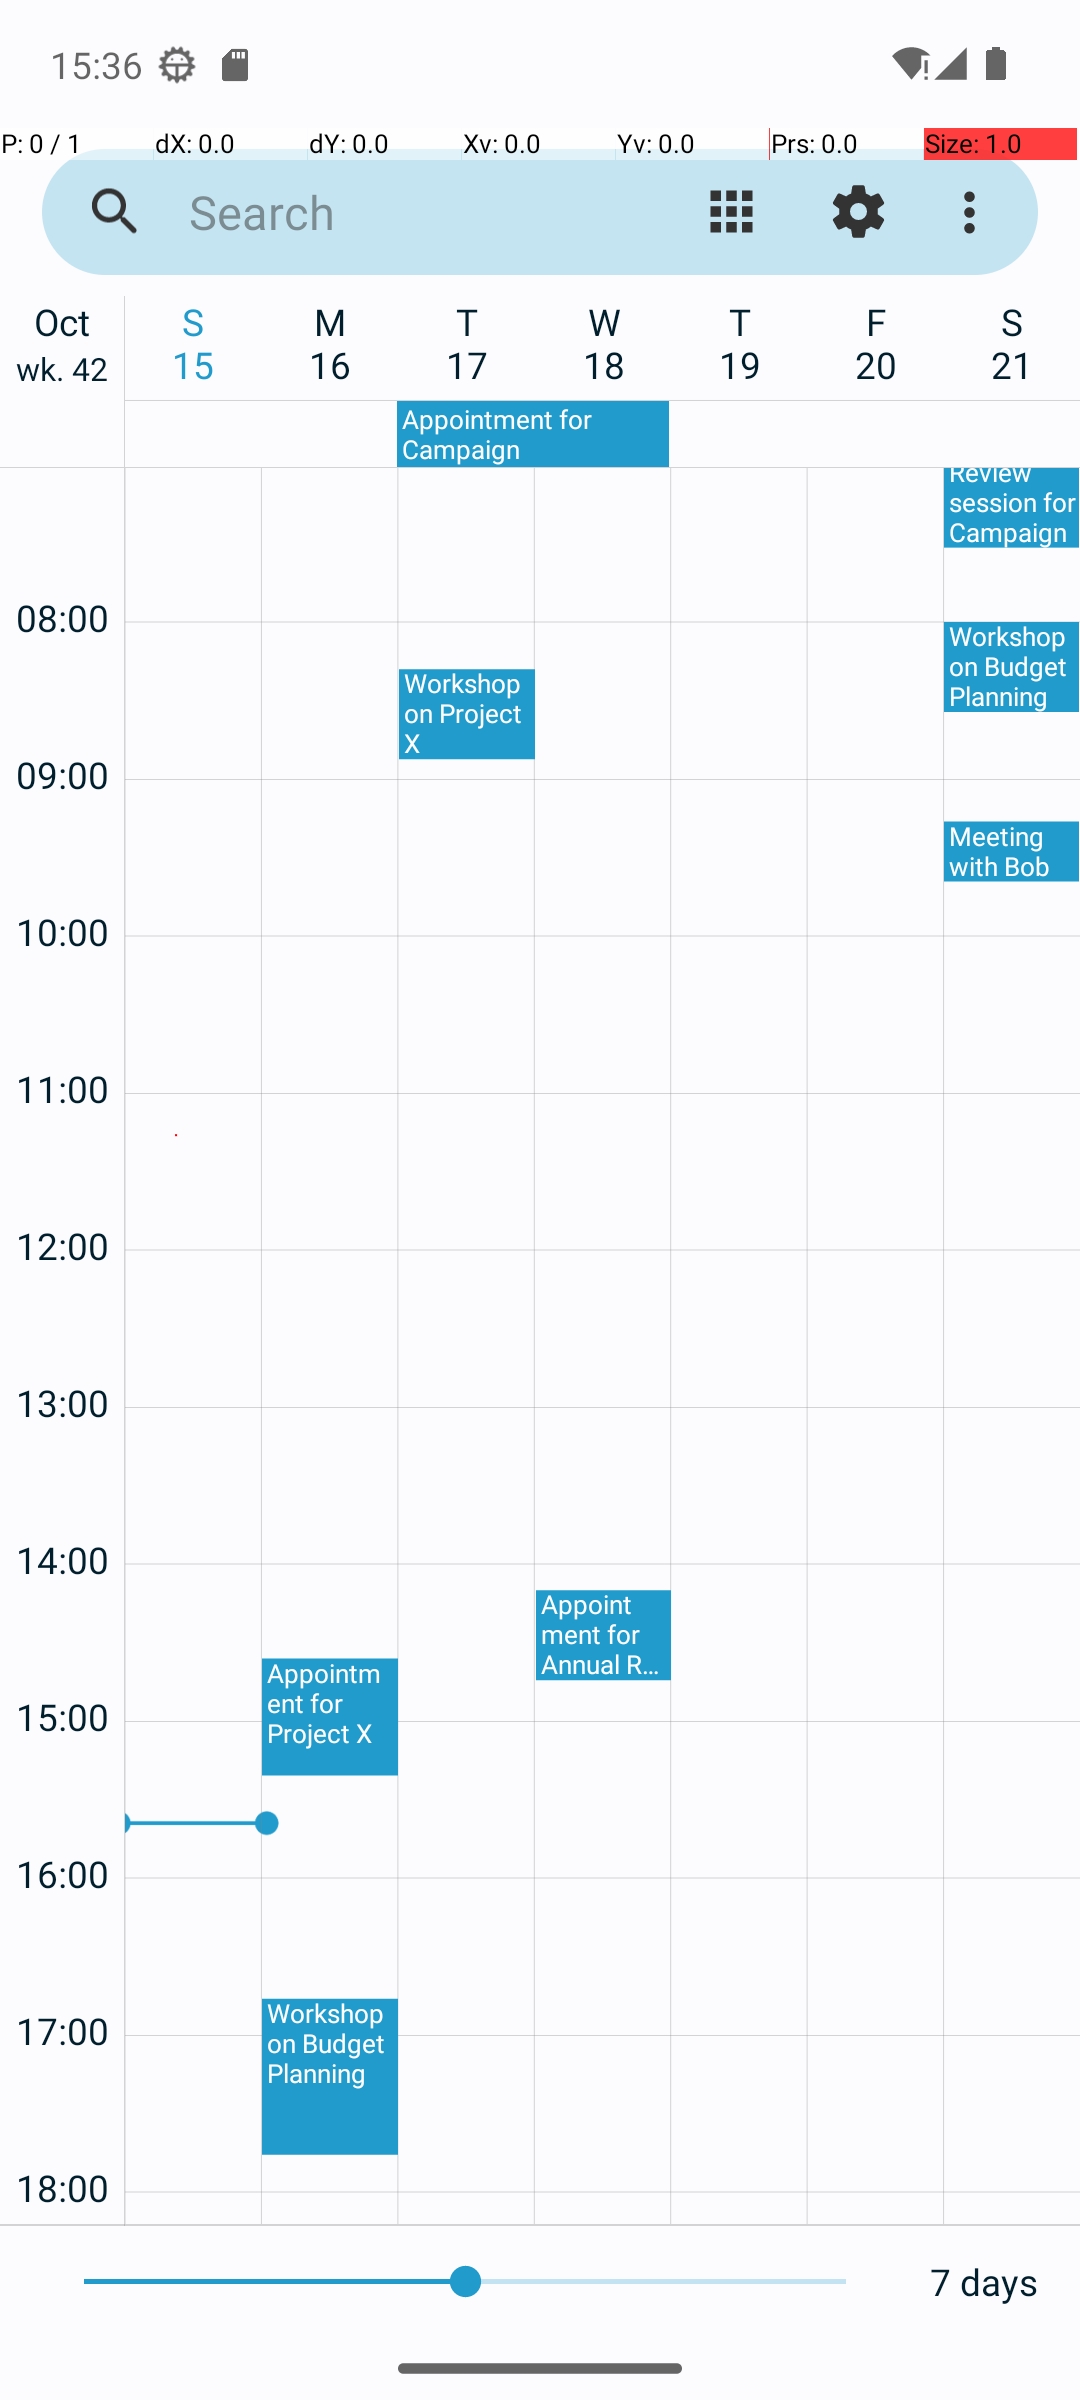 15:36
P: 0 / 1 dX: 0.0 dY: 0.0 Xv: 0.0 Yv: 0.0 Prs: 0.0 Size: 1.0
Search
Oct S M T W T F S
wk. 42 15 16 17 18 19 20 21
Appointment for
Campaign
Review
session for
Campaign
08:00
Workshop
on Budget
Planning
Workshop
on Project
X
09:00
Meeting
with Bob
10:00
11:00
12:00
13:00
14:00
Appoint
ment for
Annual R...
Appointm
ent for
Project X
15:00
16:00
Workshop
on Budget
Planning
17:00
18:00
7 days